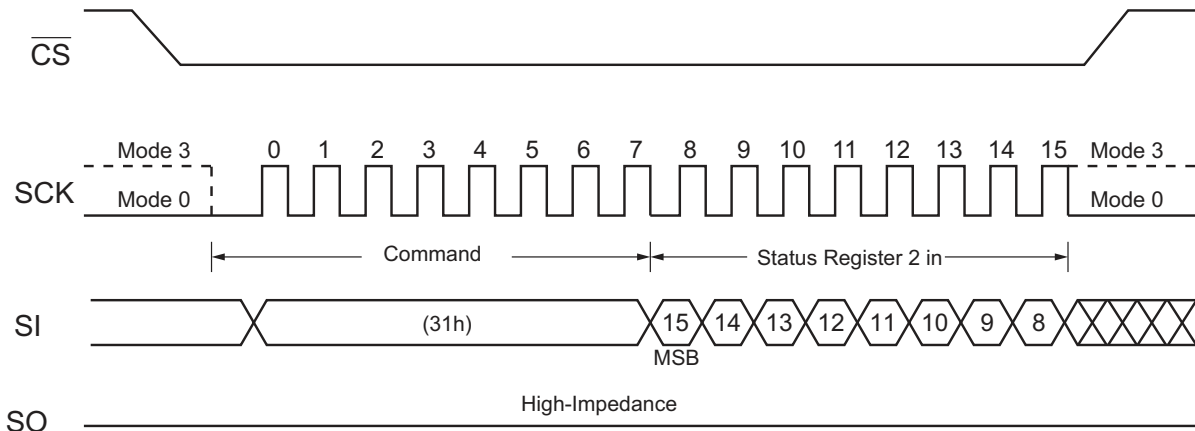 CS
Mode 3 0 1 2 3 4 5 6 7 8 9 10 11 12 13 14 15 Mode 3
SCK
Mode 0 Mode 0
Command Status Register 2 in
SI (31h) 15 14 13 12 11 10 9 8
MSB
High-Impedance
SO